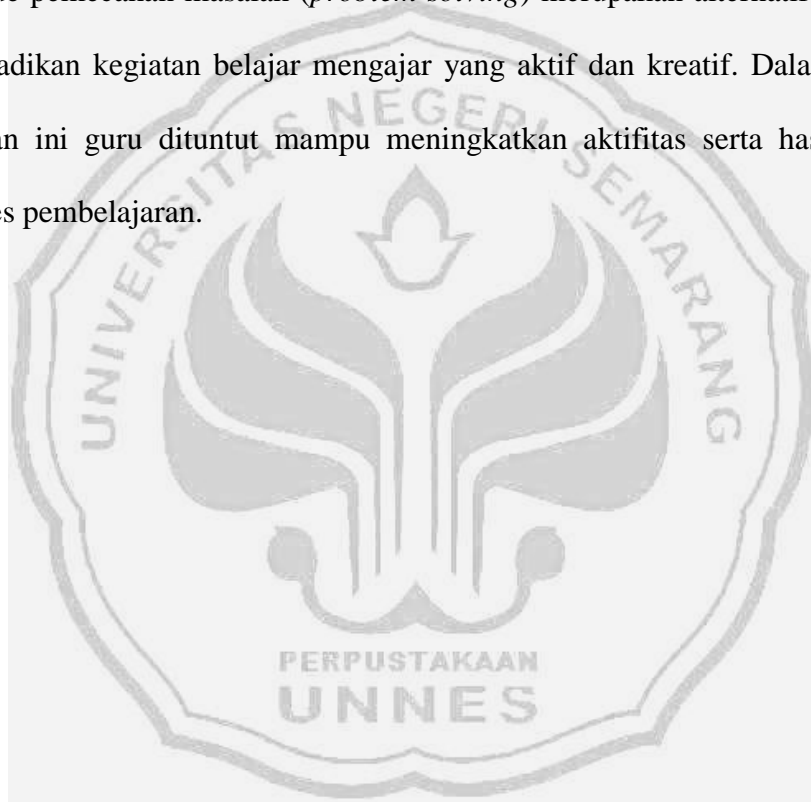 pemecahan masalah (problem solving) merupakan alternatif
adikan kegiatan belajar mengajar yang aktif dan kreatif. Dala
an ini guru dituntut mampu meningkatkan aktifitas serta has
es pembelajaran.
UNIVERSITAS NEGERI SEMARANG
PERPUSTAKAAN
UNNES